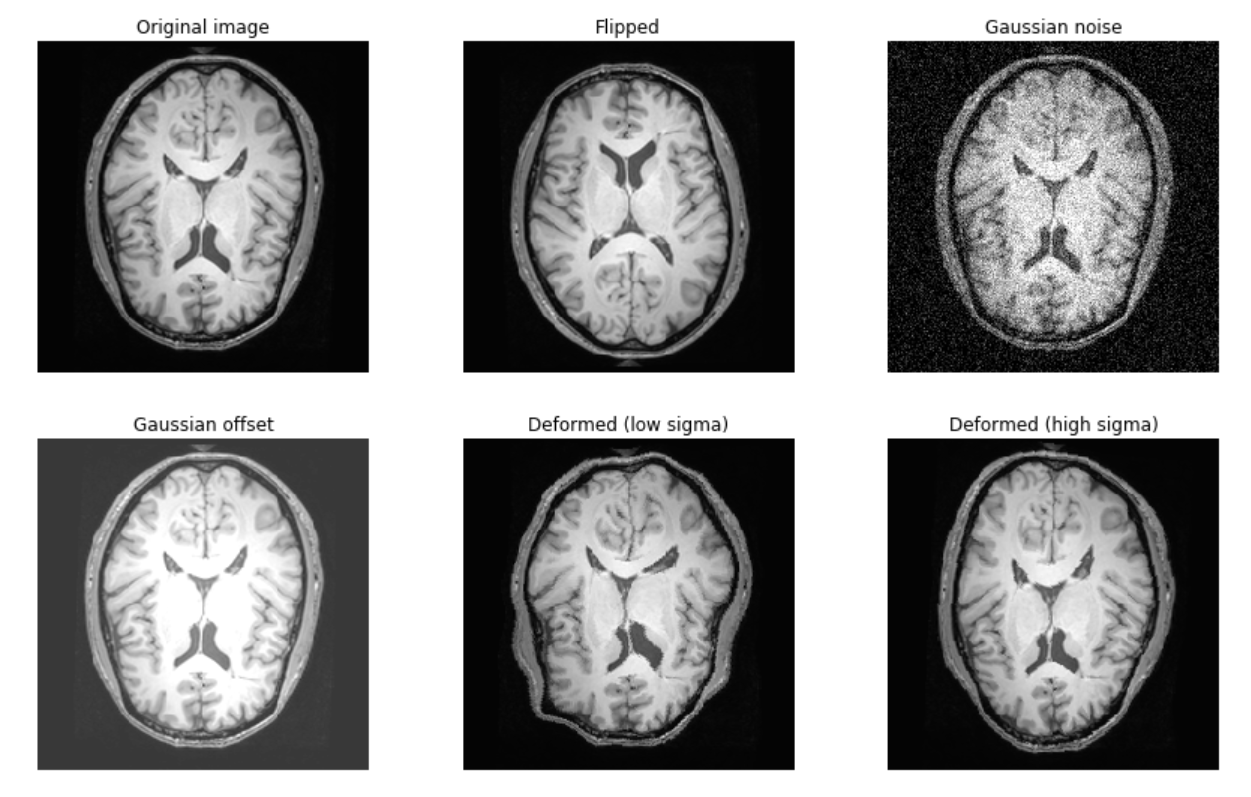 Original image
Flipped
Gaussian noise
Gaussian offset
Deformed (low sigma)
Deformed (high sigma)